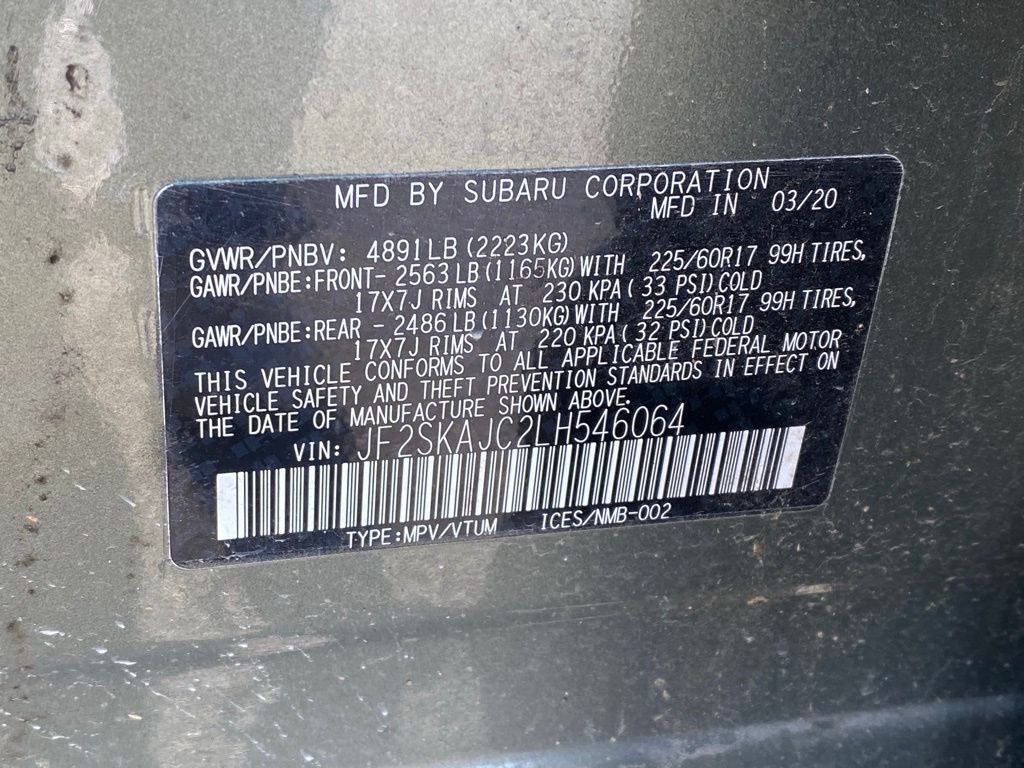 MFD BY SUBARU CORPORATION
MFD IN 03/20
GVWR/PNBV: 4891LB (2223KG)
GAWR/PNBE:FRONT- 2563 LB (1165KG) WITH 225/60R17 99H TIRES,
17X7J RIMS AT 230 KPA ( 33 PSI) COLD
GAWR/PNBE:REAR - 2486 LB (1130KG) WITH 225/60R17 99H TIRES,
17X7J RIMS AT 220 KPA ( 32 PSI) COLD
THIS VEHICLE CONFORMS TO ALL APPLICABLE FEDERAL MOTOR
VEHICLE SAFETY AND THEFT PREVENTION STANDARDS IN EFFECT ON
THE DATE OF MANUFACTURE SHOWN ABOVE.
VIN: JF2SKAJC2LH546064
TYPE:MPV/VTUM ICES/NMB-002